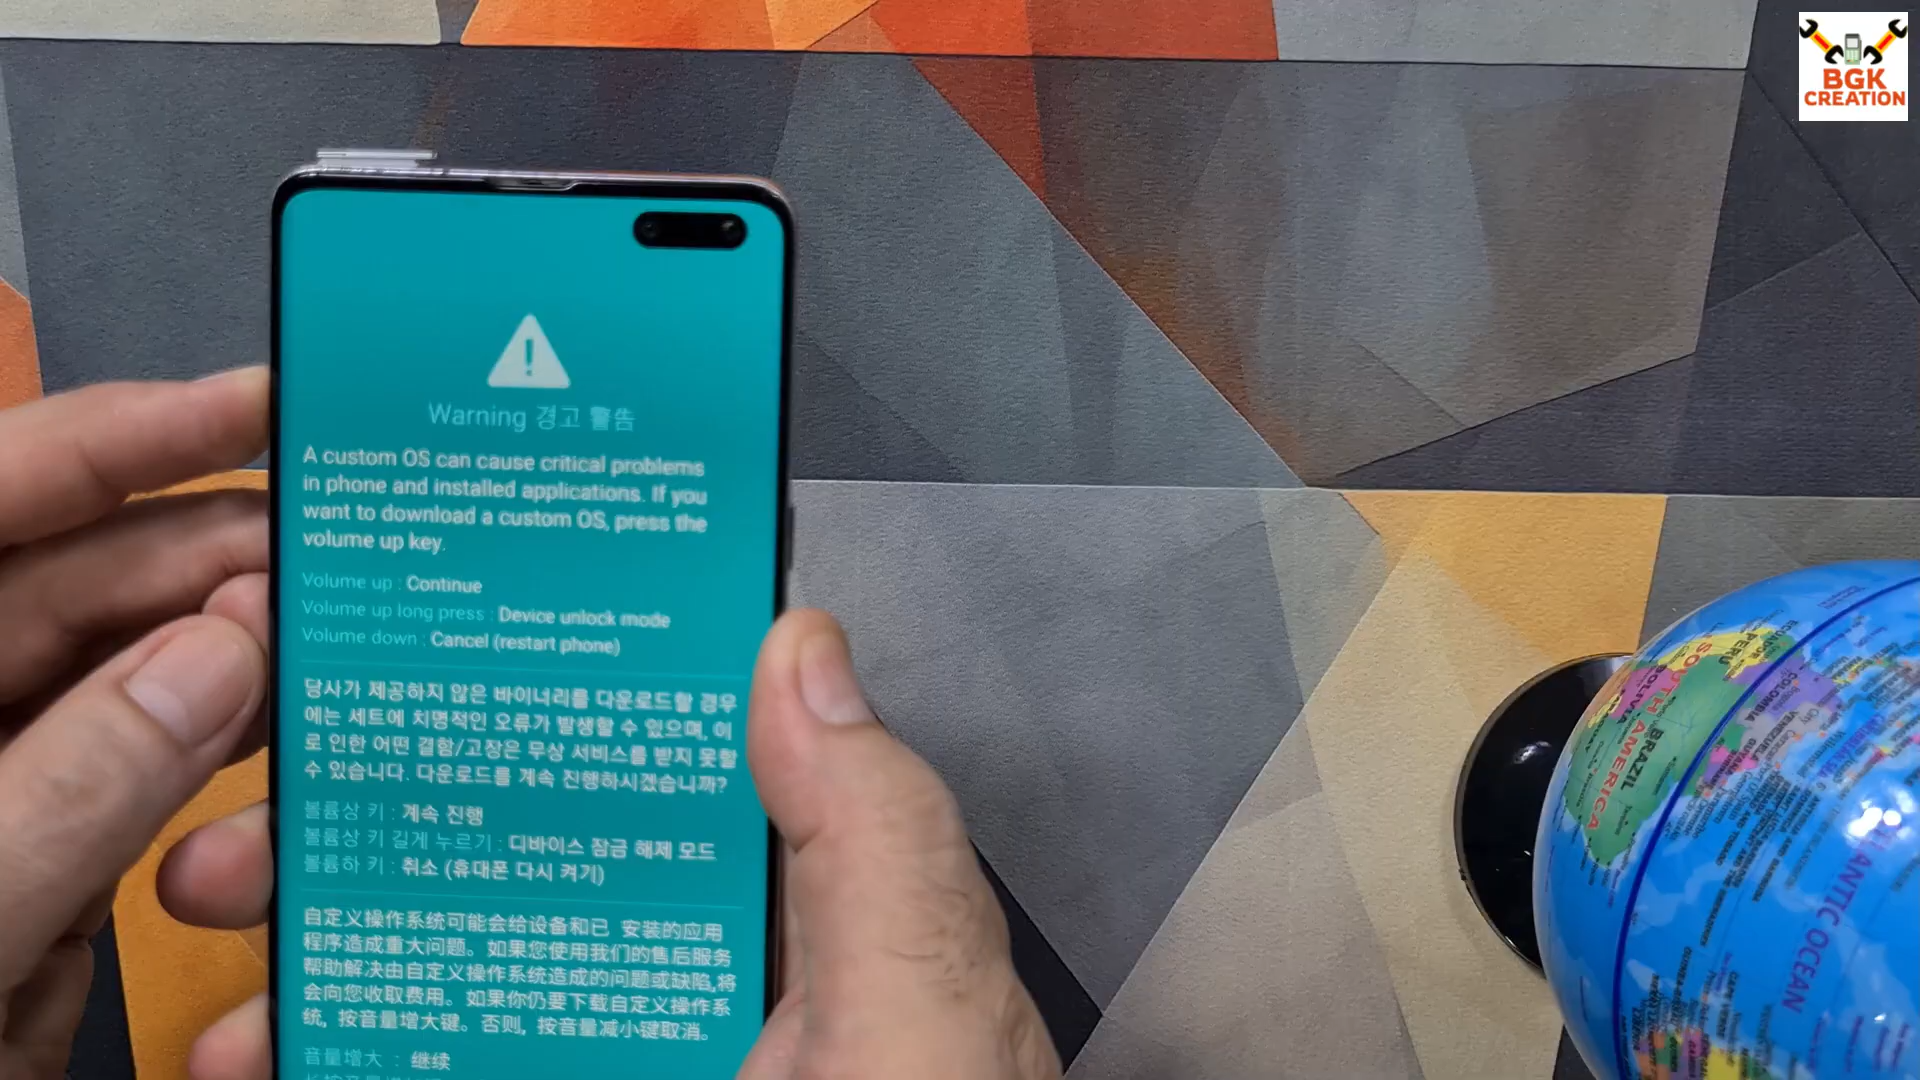 BGK
CREATION
Warning 경고 警告
A custom OS can cause critical problems
in phone and installed applications. If you
want to download a custom OS, press the
volume up key.
Volume up : Continue
Volume up long press : Device unlock mode
Volume down : Cancel (restart phone)
당사가 제공하지 않은 바이너리를 다운로드할 경우
에는 세트에 치명적인 오류가 발생할 수 있으며, 이
로 인한 어떤 결함/고장은 무상 서비스를 받지 못할
수 있습니다. 다운로드를 계속 진행하시겠습니까?
볼륨상 키 : 계속 진행
볼륨상 키 길게 누르기 : 디바이스 잠금 해제 모드
볼륨하 키 : 취소 (휴대폰 다시 켜기)
自定义操作系统可能会给设备和已 安装的应用
程序造成重大问题。如果您使用我们的售后服务
帮助解决由自定义操作系统造成的问题或缺陷,将
会向您收取费用。如果你仍要下载自定义操作系
统, 按音量增大键。否则, 按音量减小键取消。
音量增大 : 继续
ECUADOR
PERU
SOUTH AMERICA
BOLIVIA
BRAZIL
COLOMBIA
ATLANTIC OCEAN